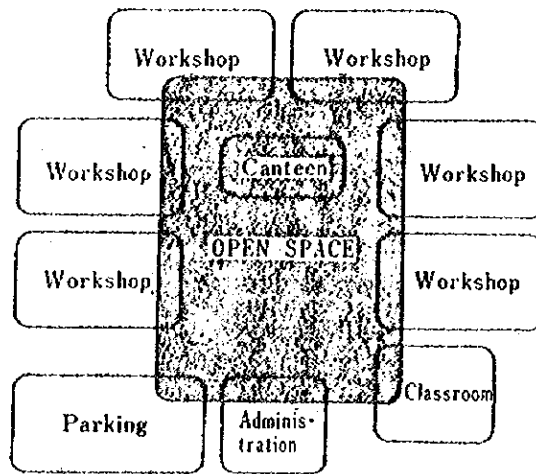 Workshop Workshop
Canteen
Workshop Workshop
OPEN SPACE
Workshop Workshop
Classroom
Parking
Adminis-
tration